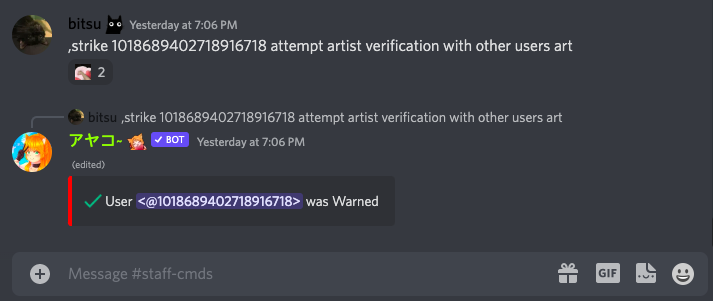 bitsu Yesterday at 7:06 PM
,strike 1018689402718916718 attempt artist verification with other users art
2
bitsu ,strike 1018689402718916718 attempt artist verification with other users art
アヤコ~ ✓ BOT Yesterday at 7:06 PM
(edited)
User <@1018689402718916718> was Warned
Message #staff-cmds
GIF